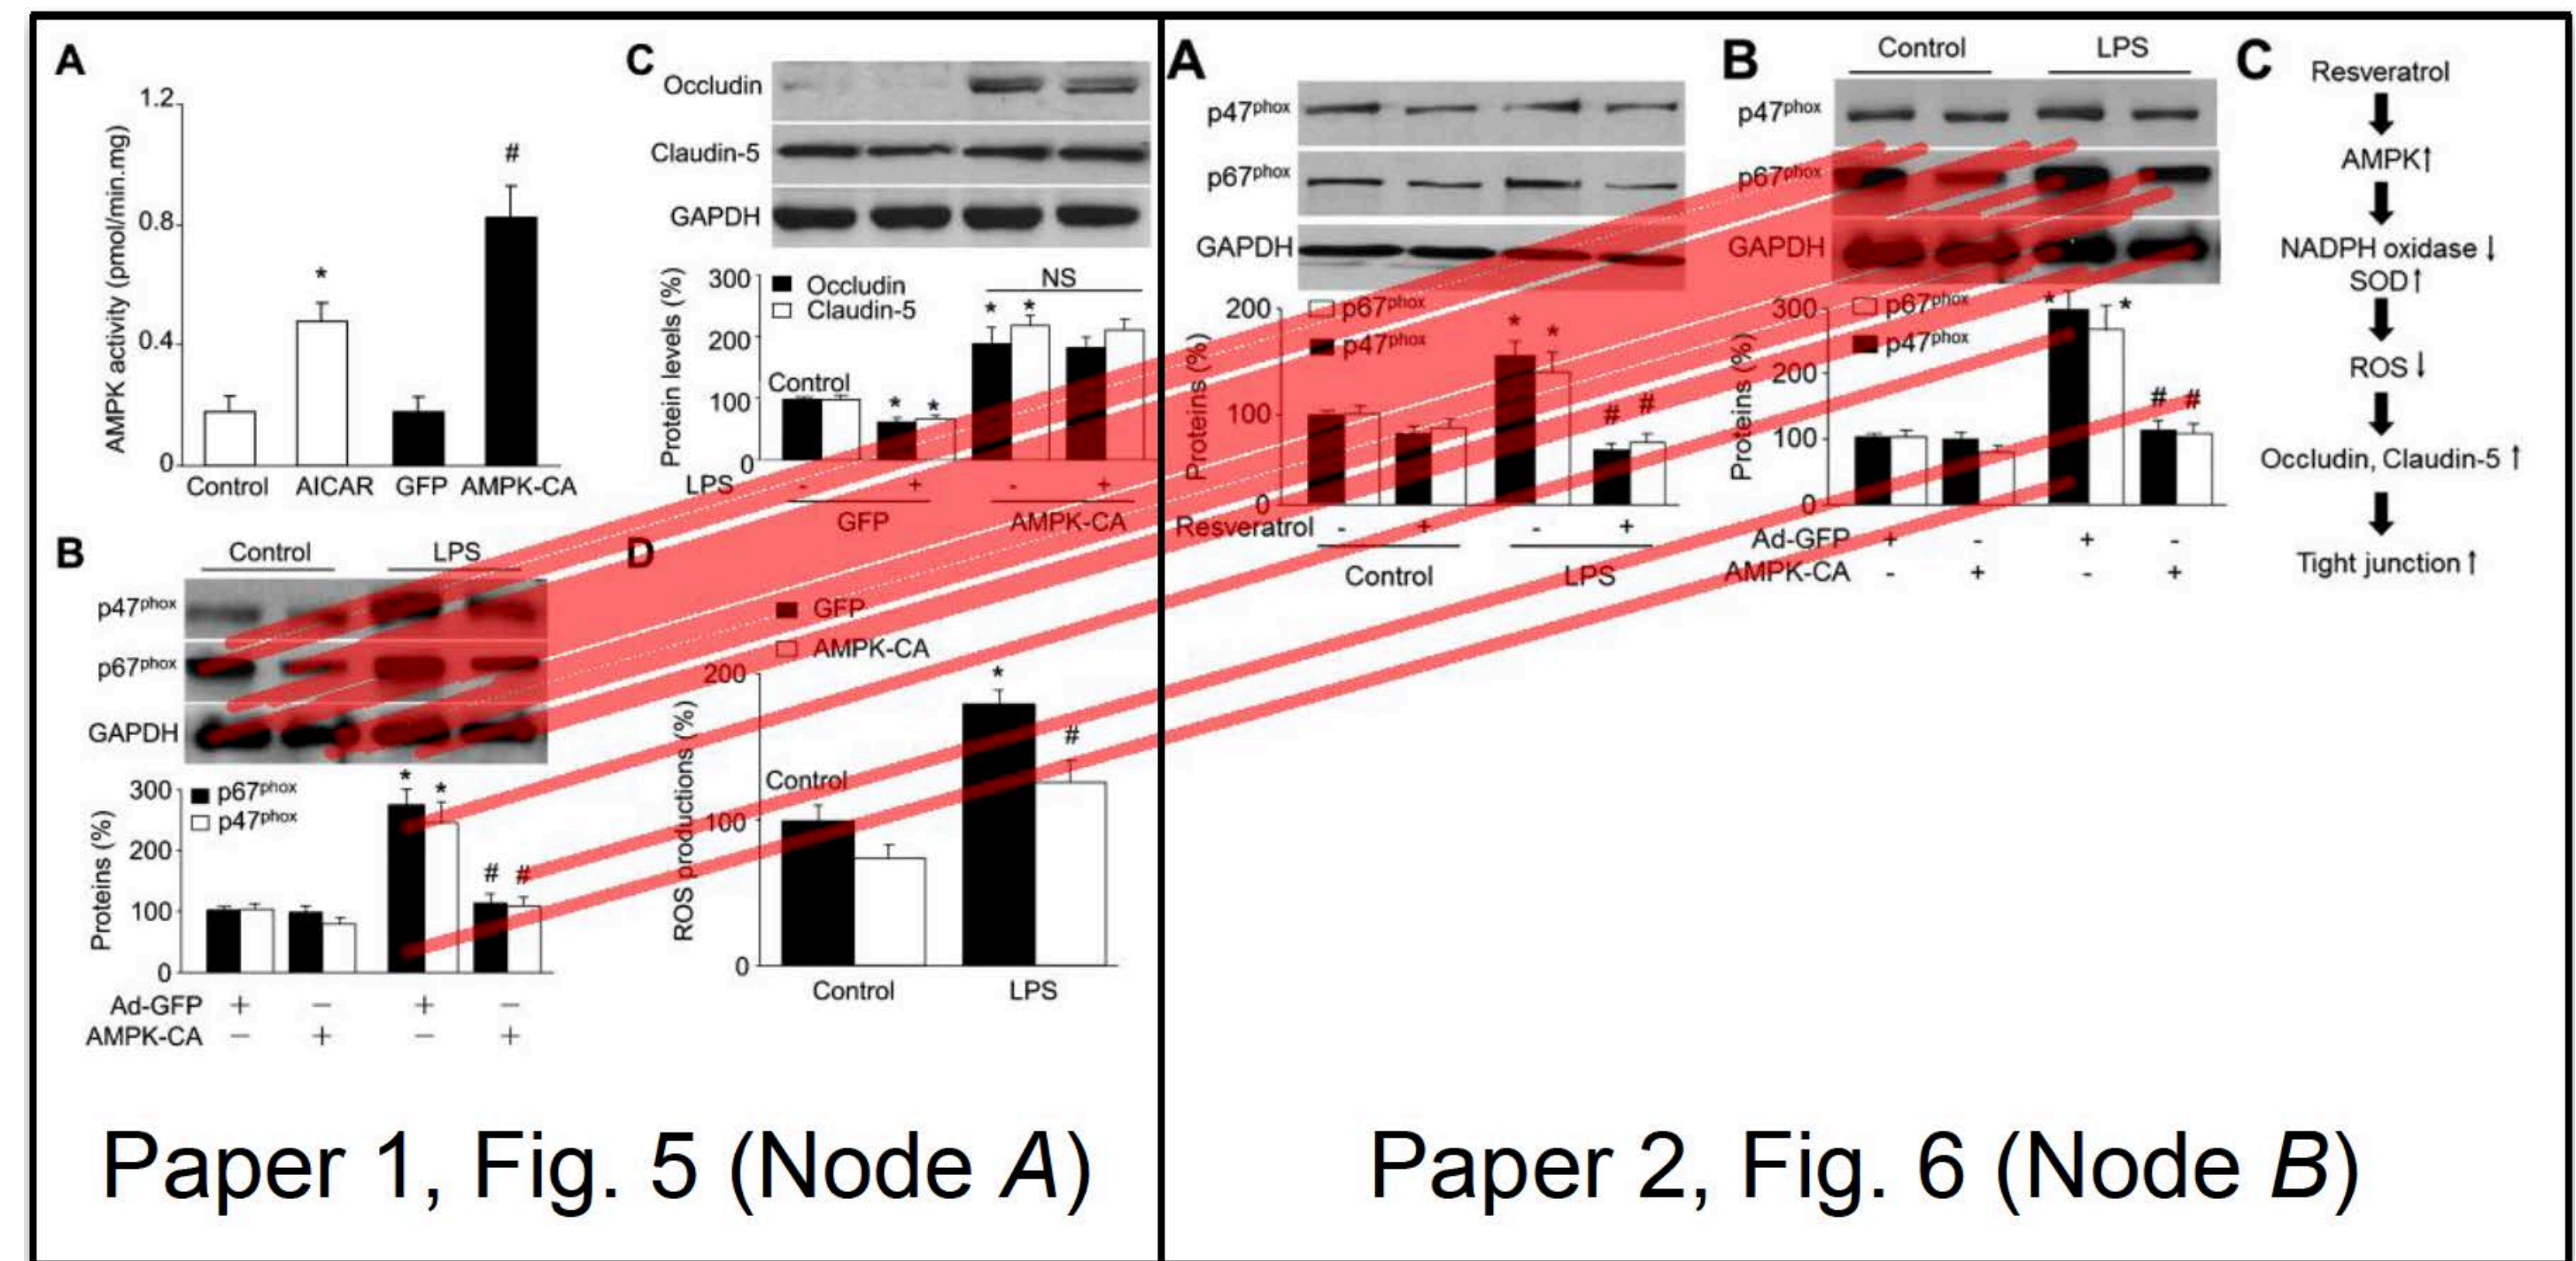 A
AMPK activity (pmol/min.mg)
1.2
0.8
0.4
0
*
#
Control AICAR GFP AMPK-CA
B
Control LPS
p47phox
p67phox
GAPDH
Proteins (%)
300
200
100
0
p67phox
p47phox
* *
# #
Ad-GFP + − + −
AMPK-CA − + − +
C
Occludin
Claudin-5
GAPDH
Protein levels (%)
300
200
100
0
Occludin
Claudin-5
NS
Control
* * * *
LPS - + - +
GFP AMPK-CA
D
GFP
AMPK-CA
ROS productions (%)
200
100
0
Control
*
#
Control LPS
Paper 1, Fig. 5 (Node A)
A
p47phox
p67phox
GAPDH
Proteins (%)
200
100
0
p67phox
p47phox
* *
# #
Resveratrol - + - +
Control LPS
B
Control LPS
p47phox
p67phox
GAPDH
Proteins (%)
300
200
100
0
p67phox
p47phox
* *
# #
Ad-GFP + - + -
AMPK-CA - + - +
C
Resveratrol
AMPK↑
NADPH oxidase ↓
SOD↑
ROS ↓
Occludin, Claudin-5 ↑
Tight junction ↑
Paper 2, Fig. 6 (Node B)